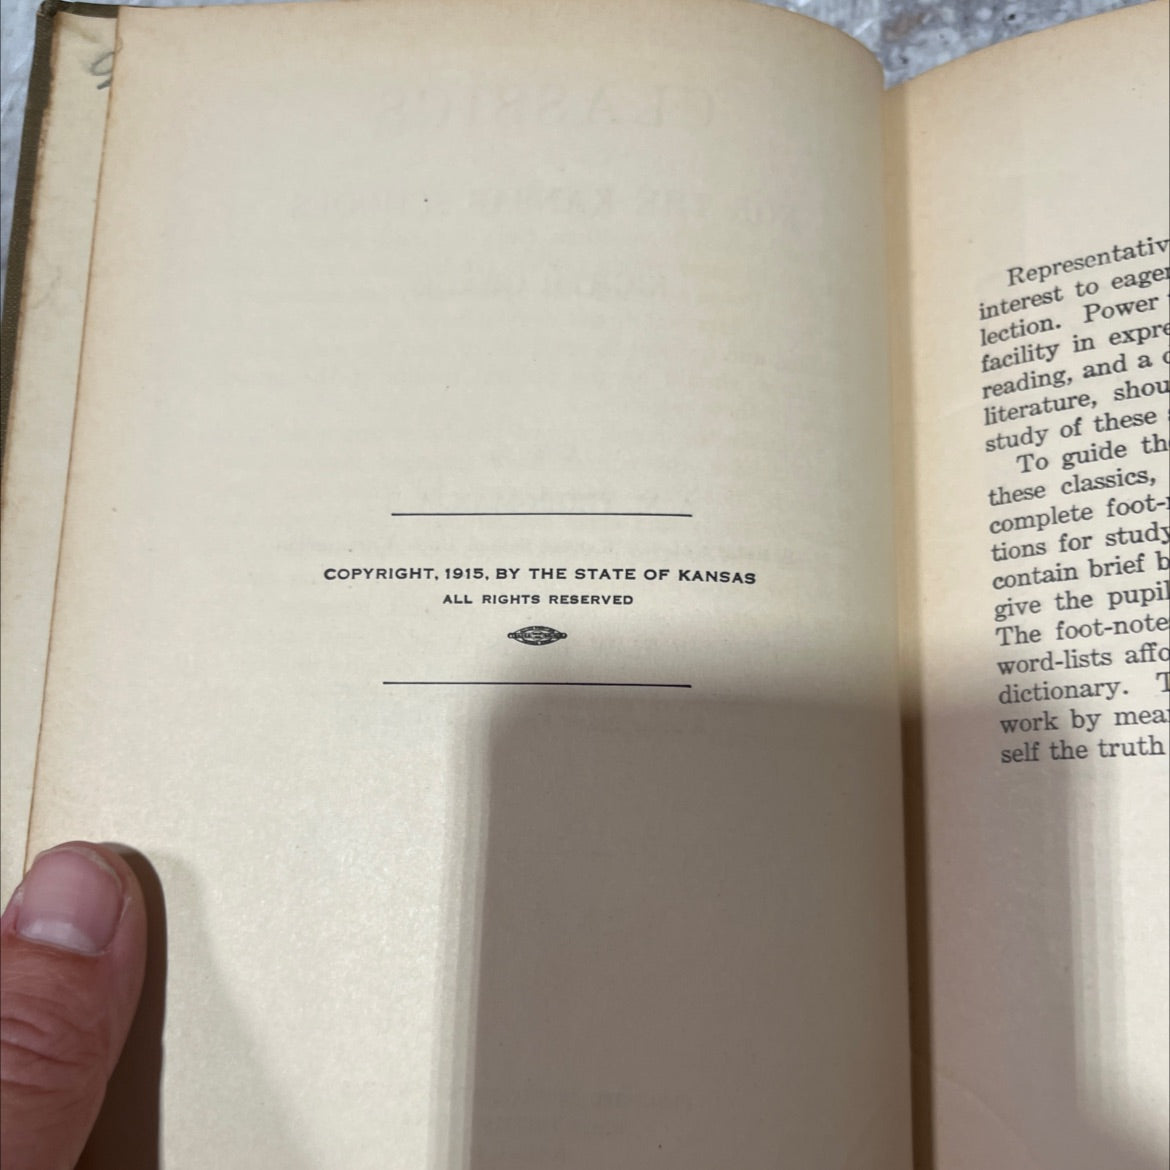 COPYRIGHT, 1915, BY THE STATE OF KANSAS
ALL RIGHTS RESERVED
Representativ
interest to eager
lection. Power
facility in expre
reading, and a
literature, shou
study of these
To guide th
these classics,
complete foot-
tions for study
contain brief b
give the pupil
The foot-note
word-lists affo
dictionary. T
work by mea
self the truth